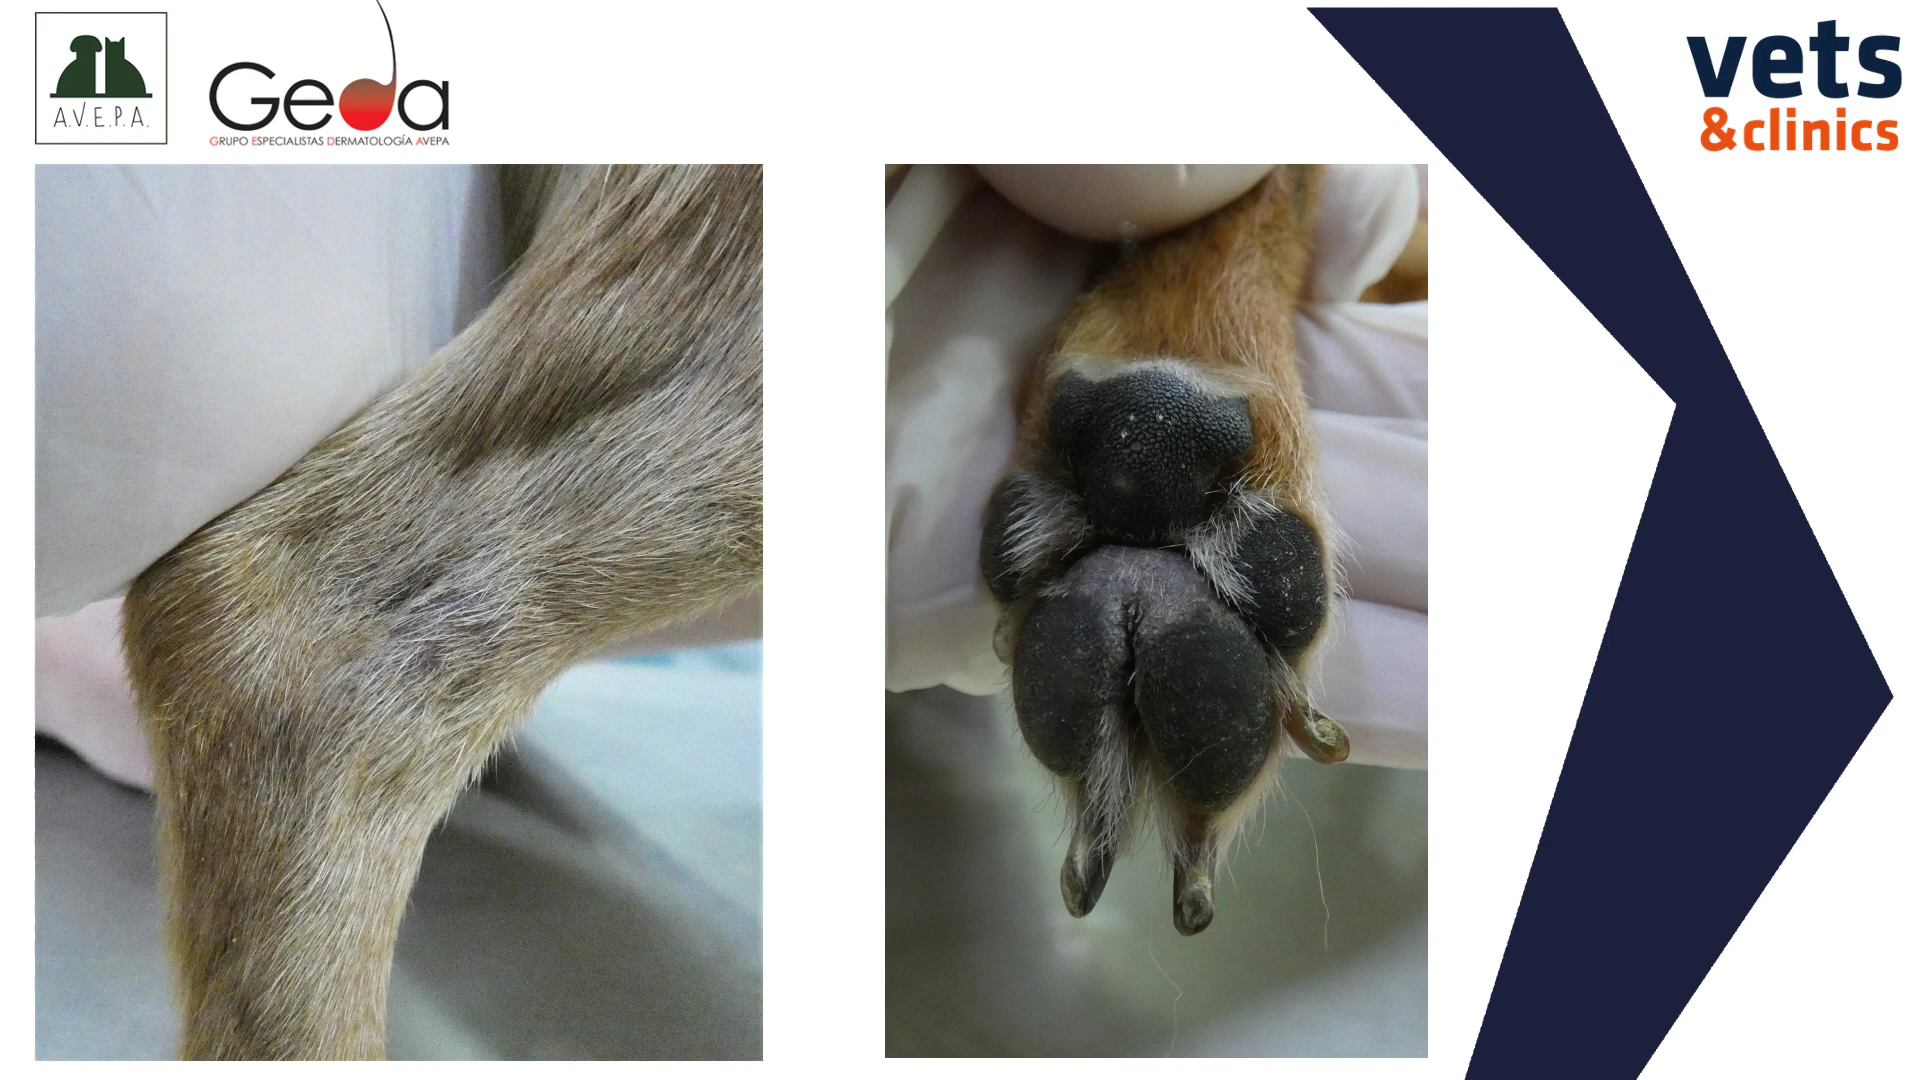 A.V.E.P.A.
Geda
GRUPO ESPECIALISTAS DERMATOLOGÍA AVEPA
vets
&clinics